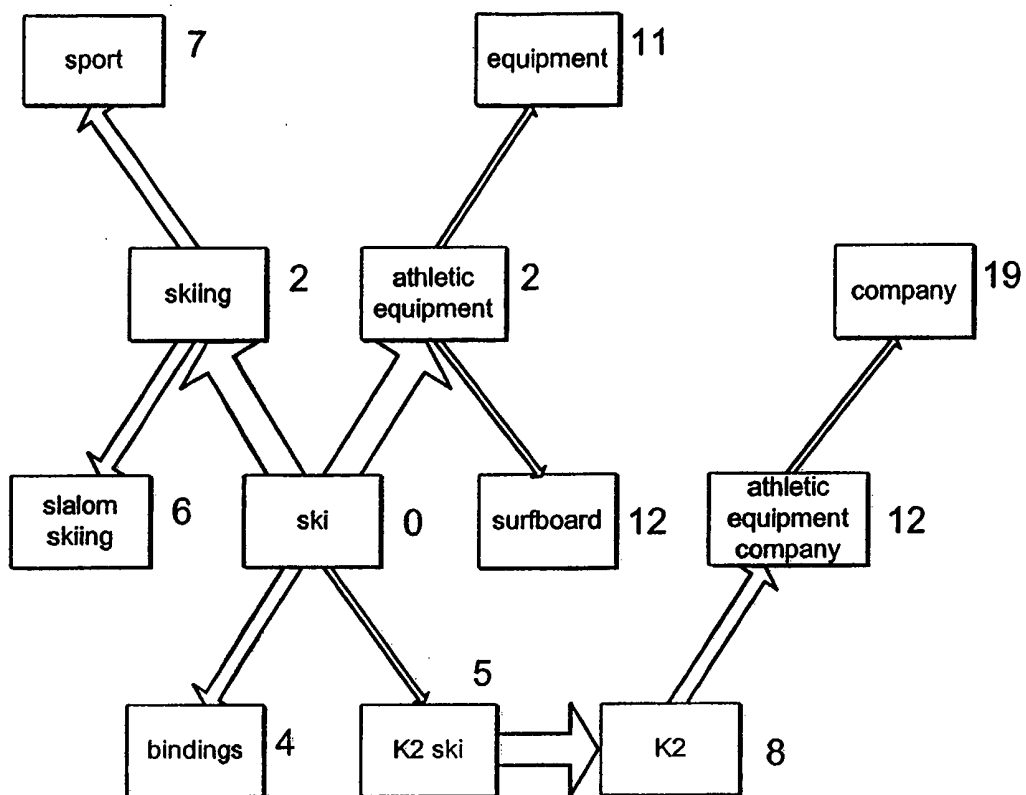 sport
7
equipment
11
skiing
2
athletic
equipment
2
company
19
slalom
skiing
6
ski
0
surfboard
12
athletic
equipment
company
12
bindings
4
K2 ski
5
K2
8